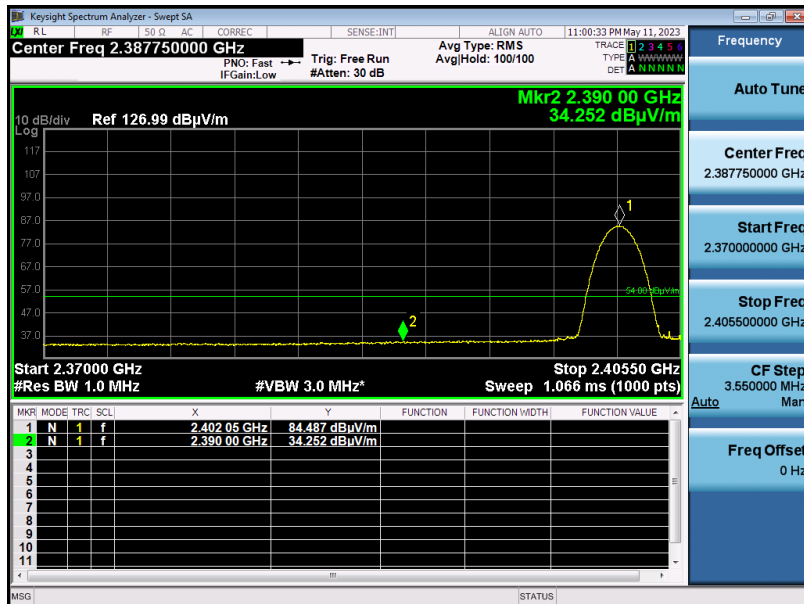 Keysight Spectrum Analyzer - Swept SA
RL RF 50 Ω AC CORREC SENSE:INT ALIGN AUTO 11:00:33 PM May 11, 2023
Center Freq 2.387750000 GHz
PNO: Fast
IFGain:Low
Trig: Free Run
#Atten: 30 dB
Avg Type: RMS
Avg|Hold: 100/100
TRACE 1 2 3 4 5 6
TYPE A WWWWW
DET A N N N N N
Mkr2 2.390 00 GHz
34.252 dBµV/m
10 dB/div Ref 126.99 dBµV/m
Log
117
107
97.0
87.0
77.0
67.0
57.0
47.0
37.0
1
54.00 dBµV/m
2
Start 2.37000 GHz Stop 2.40550 GHz
#Res BW 1.0 MHz #VBW 3.0 MHz* Sweep 1.066 ms (1000 pts)
MKR MODE TRC SCL X Y FUNCTION FUNCTION WIDTH FUNCTION VALUE
1 N 1 f 2.402 05 GHz 84.487 dBµV/m
2 N 1 f 2.390 00 GHz 34.252 dBµV/m
3
4
5
6
7
8
9
10
11
MSG STATUS
Frequency
Auto Tune
Center Freq
2.387750000 GHz
Start Freq
2.370000000 GHz
Stop Freq
2.405500000 GHz
CF Step
3.550000 MHz
Auto Man
Freq Offset
0 Hz